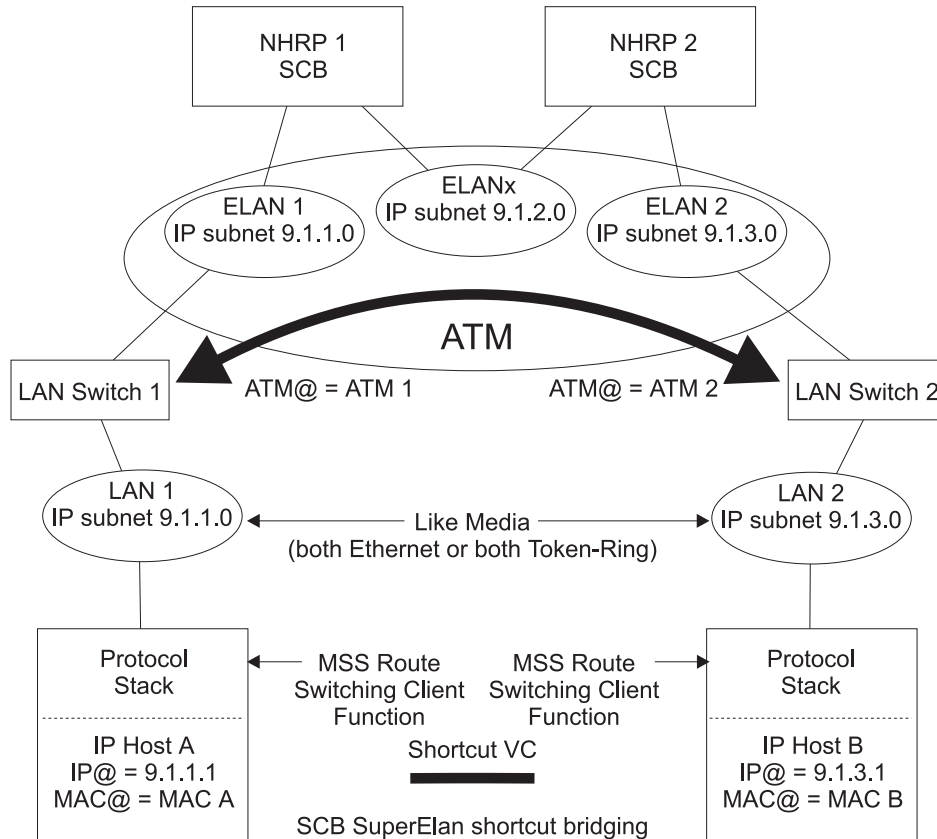 NHRP 1
SCB
NHRP 2
SCB
ELAN 1
IP subnet 9.1.1.0
ELANx
IP subnet 9.1.2.0
ELAN 2
IP subnet 9.1.3.0
ATM
LAN Switch 1
ATM@ = ATM 1
ATM@ = ATM 2
LAN Switch 2
LAN 1
IP subnet 9.1.1.0
Like Media
(both Ethernet or both Token-Ring)
LAN 2
IP subnet 9.1.3.0
Protocol
Stack
MSS Route
Switching Client
Function
MSS Route
Switching Client
Function
Protocol
Stack
IP Host A
IP@ = 9.1.1.1
MAC@ = MAC A
Shortcut VC
IP Host B
IP@ = 9.1.3.1
MAC@ = MAC B
SCB SuperElan shortcut bridging